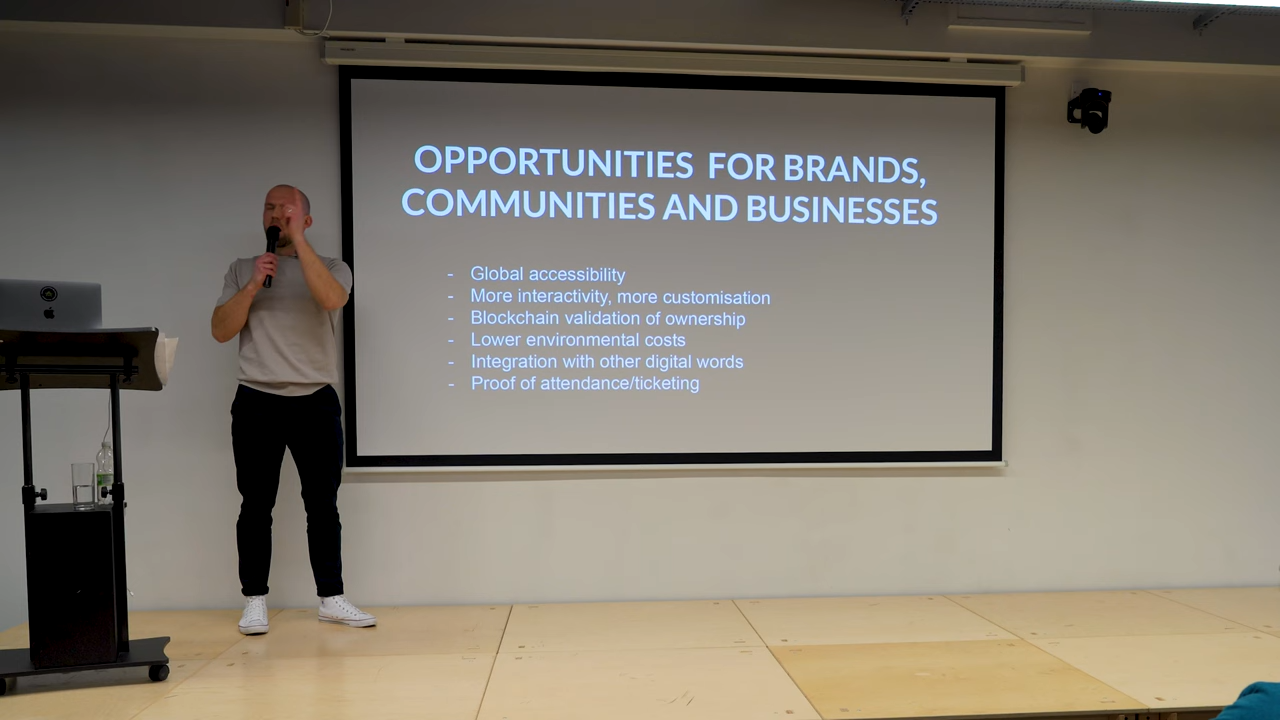 OPPORTUNITIES FOR BRANDS,
COMMUNITIES AND BUSINESSES
- Global accessibility
- More interactivity, more customisation
- Blockchain validation of ownership
- Lower environmental costs
- Integration with other digital words
- Proof of attendance/ticketing